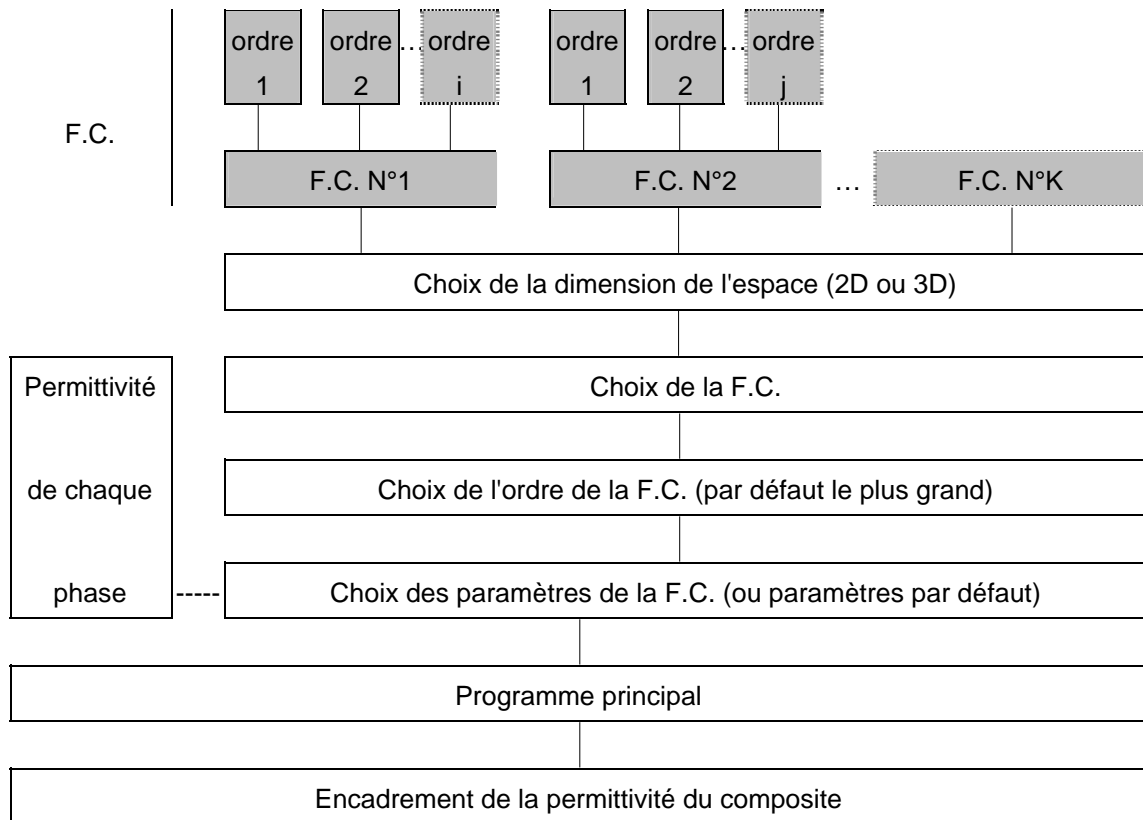 ordre ordre … ordre ordre ordre … ordre
1 2 i 1 2 j
F.C.
F.C. N°1 F.C. N°2 … F.C. N°K
Choix de la dimension de l'espace (2D ou 3D)
Permittivité Choix de la F.C.
de chaque Choix de l'ordre de la F.C. (par défaut le plus grand)
phase ----- Choix des paramètres de la F.C. (ou paramètres par défaut)
Programme principal
Encadrement de la permittivité du composite